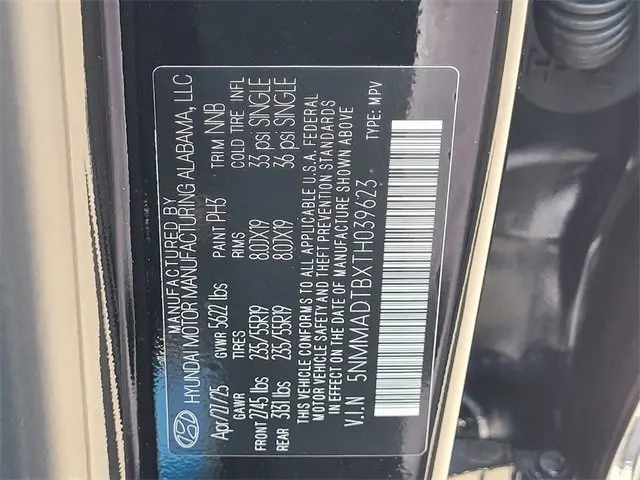 MANUFACTURED BY
HYUNDAI MOTOR MANUFACTURING ALABAMA, LLC
Apr/27/25 GVWR 5622 lbs PAINT PH3 TRIM NNB
GAWR TIRES RIMS COLD TIRE INFL
FRONT 2745 lbs 235/55R19 8.0JX19 33 psi SINGLE
REAR 3131 lbs 235/55R19 8.0JX19 36 psi SINGLE
THIS VEHICLE CONFORMS TO ALL APPLICABLE U.S.A. FEDERAL
MOTOR VEHICLE SAFETY AND THEFT PREVENTION STANDARDS
IN EFFECT ON THE DATE OF MANUFACTURE SHOWN ABOVE
V.I.N 5NMMADTBXTH039623 TYPE: MPV